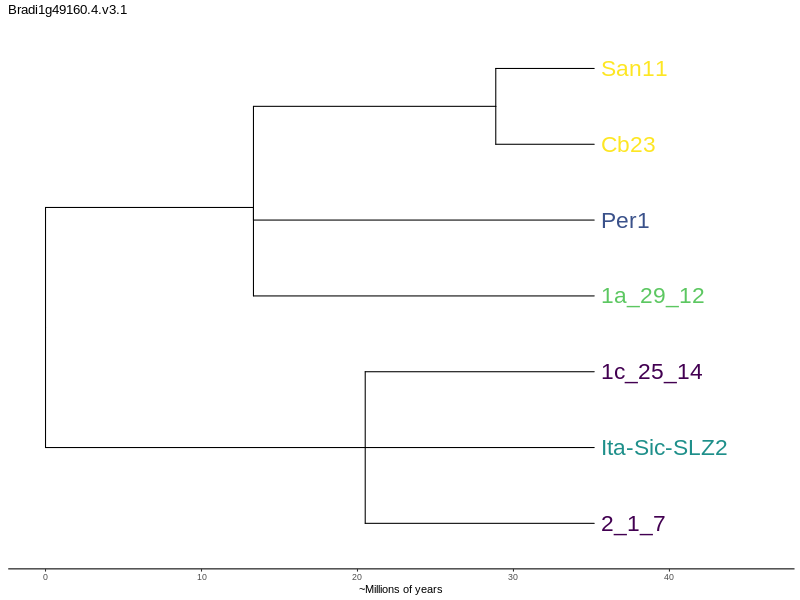 Bradi1g49160.4.v3.1
San11
Cb23
Per1
1a_29_12
1c_25_14
Ita-Sic-SLZ2
2_1_7
0 10 20 30 40
~Millions of years